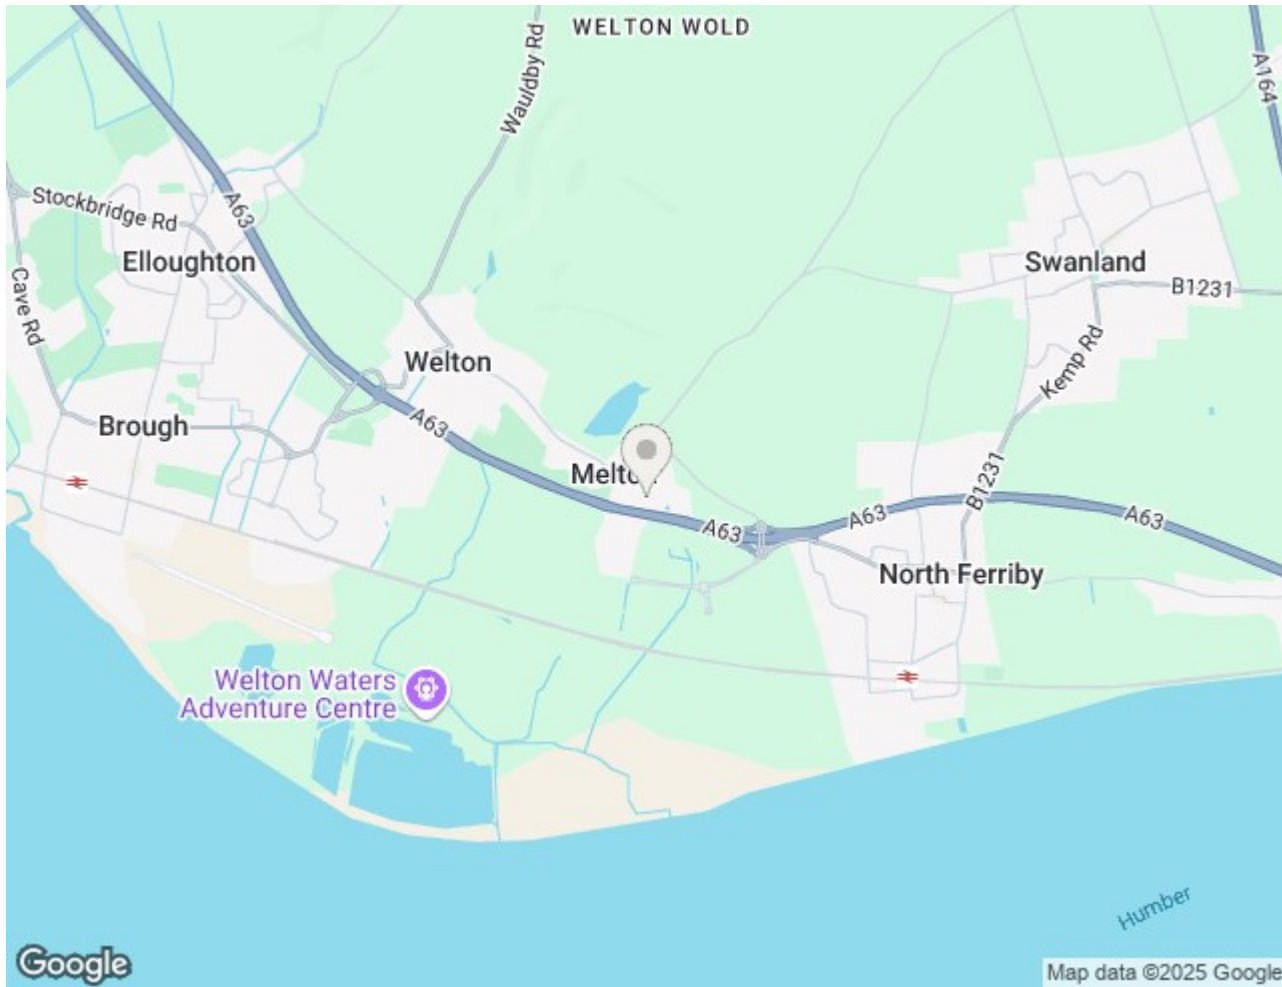 WELTON WOLD
Wauldby Rd
A164
Stockbridge Rd
A63
Elloughton
Swanland
B1231
Cave Rd
Welton
Kemp Rd
Brough
A63
Melton
B1231
A63
A63
A63
North Ferriby
Welton Waters
Adventure Centre
Humber
Google
Map data ©2025 Google